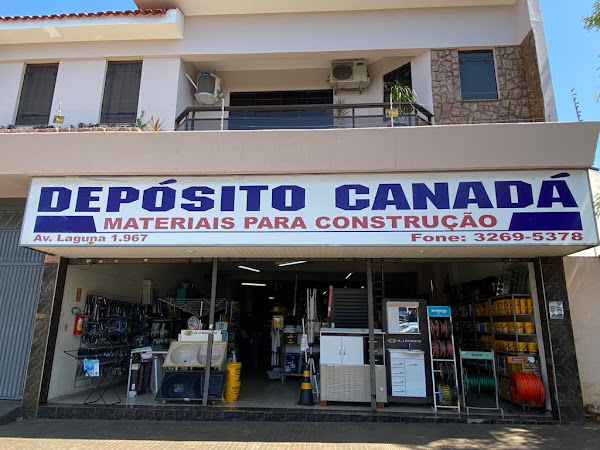 DEPÓSITO CANADÁ
MATERIAIS PARA CONSTRUÇÃO
Av. Laguna 1.967 Fone: 3269-5378